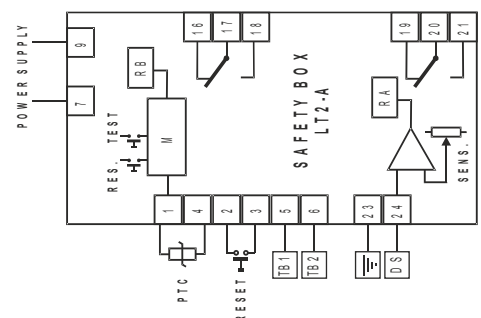 POWER SUPPLY
9
7
16 17 18
19 20 21
RB
RES. TEST
M
SAFETY BOX
LT2-A
RA
SENS.
1 4 2 3 5 6
23 24
PTC
RESET
TB1
TB2
DS